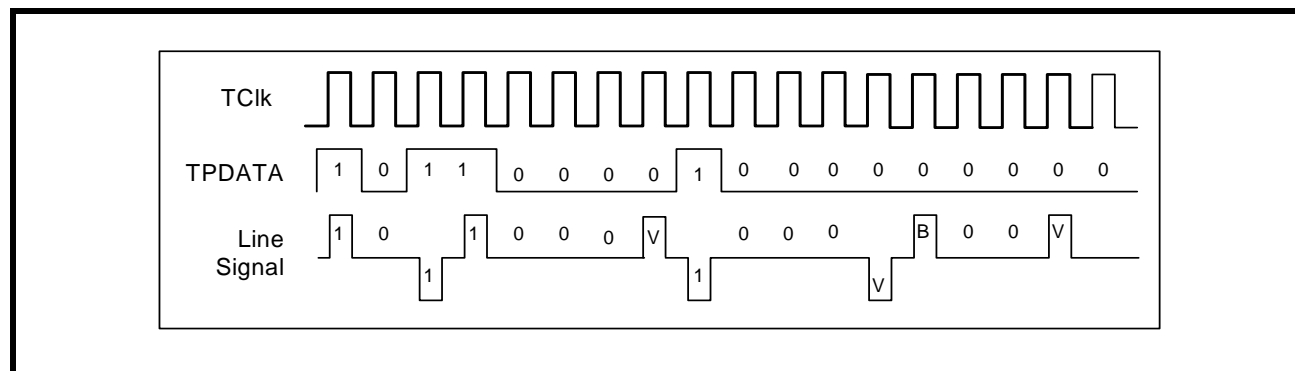 TClk
TPDATA 1 0 1 1 0 0 0 0 1 0 0 0 0 0 0 0 0 0
Line Signal 1 0 1 1 0 0 0 V 1 0 0 0 V B 0 0 V